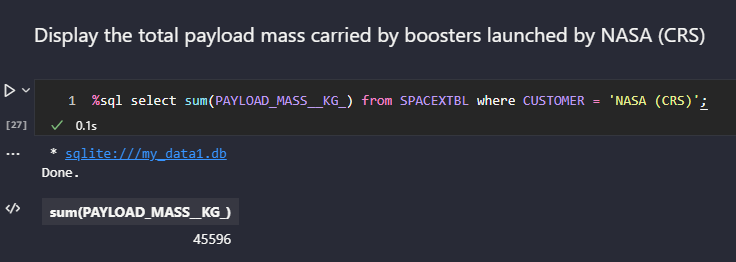 Display the total payload mass carried by boosters launched by NASA (CRS)
1 %sql select sum(PAYLOAD_MASS__KG_) from SPACEXTBL where CUSTOMER = 'NASA (CRS)';
[27] 0.1s
* sqlite:///my_data1.db
Done.
sum(PAYLOAD_MASS__KG_)
45596